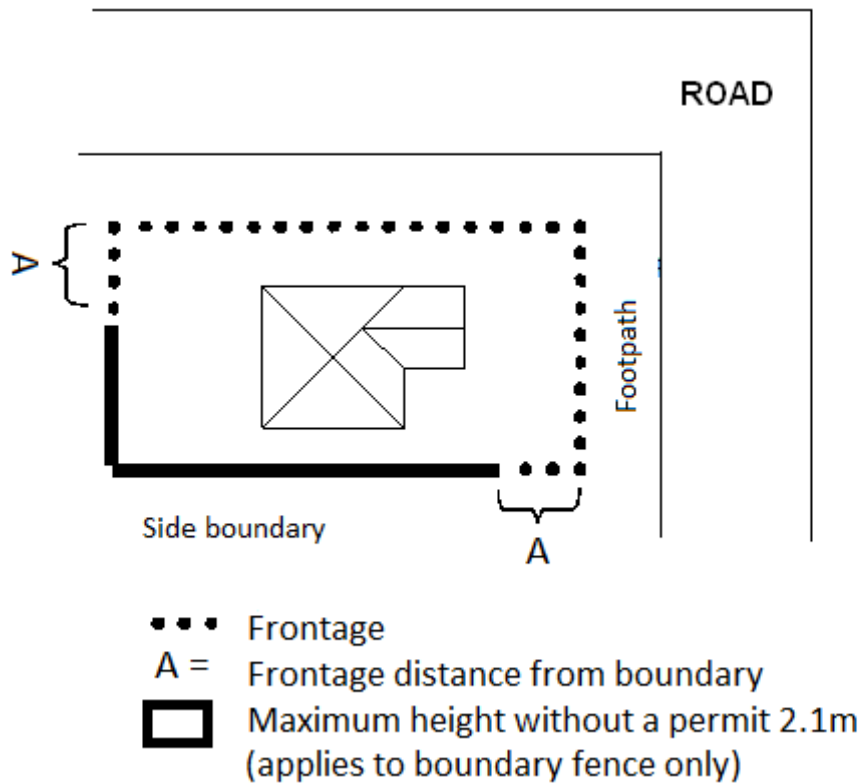 ROAD
A
Footpath
Side boundary
A
Frontage
A = Frontage distance from boundary
Maximum height without a permit 2.1m
(applies to boundary fence only)